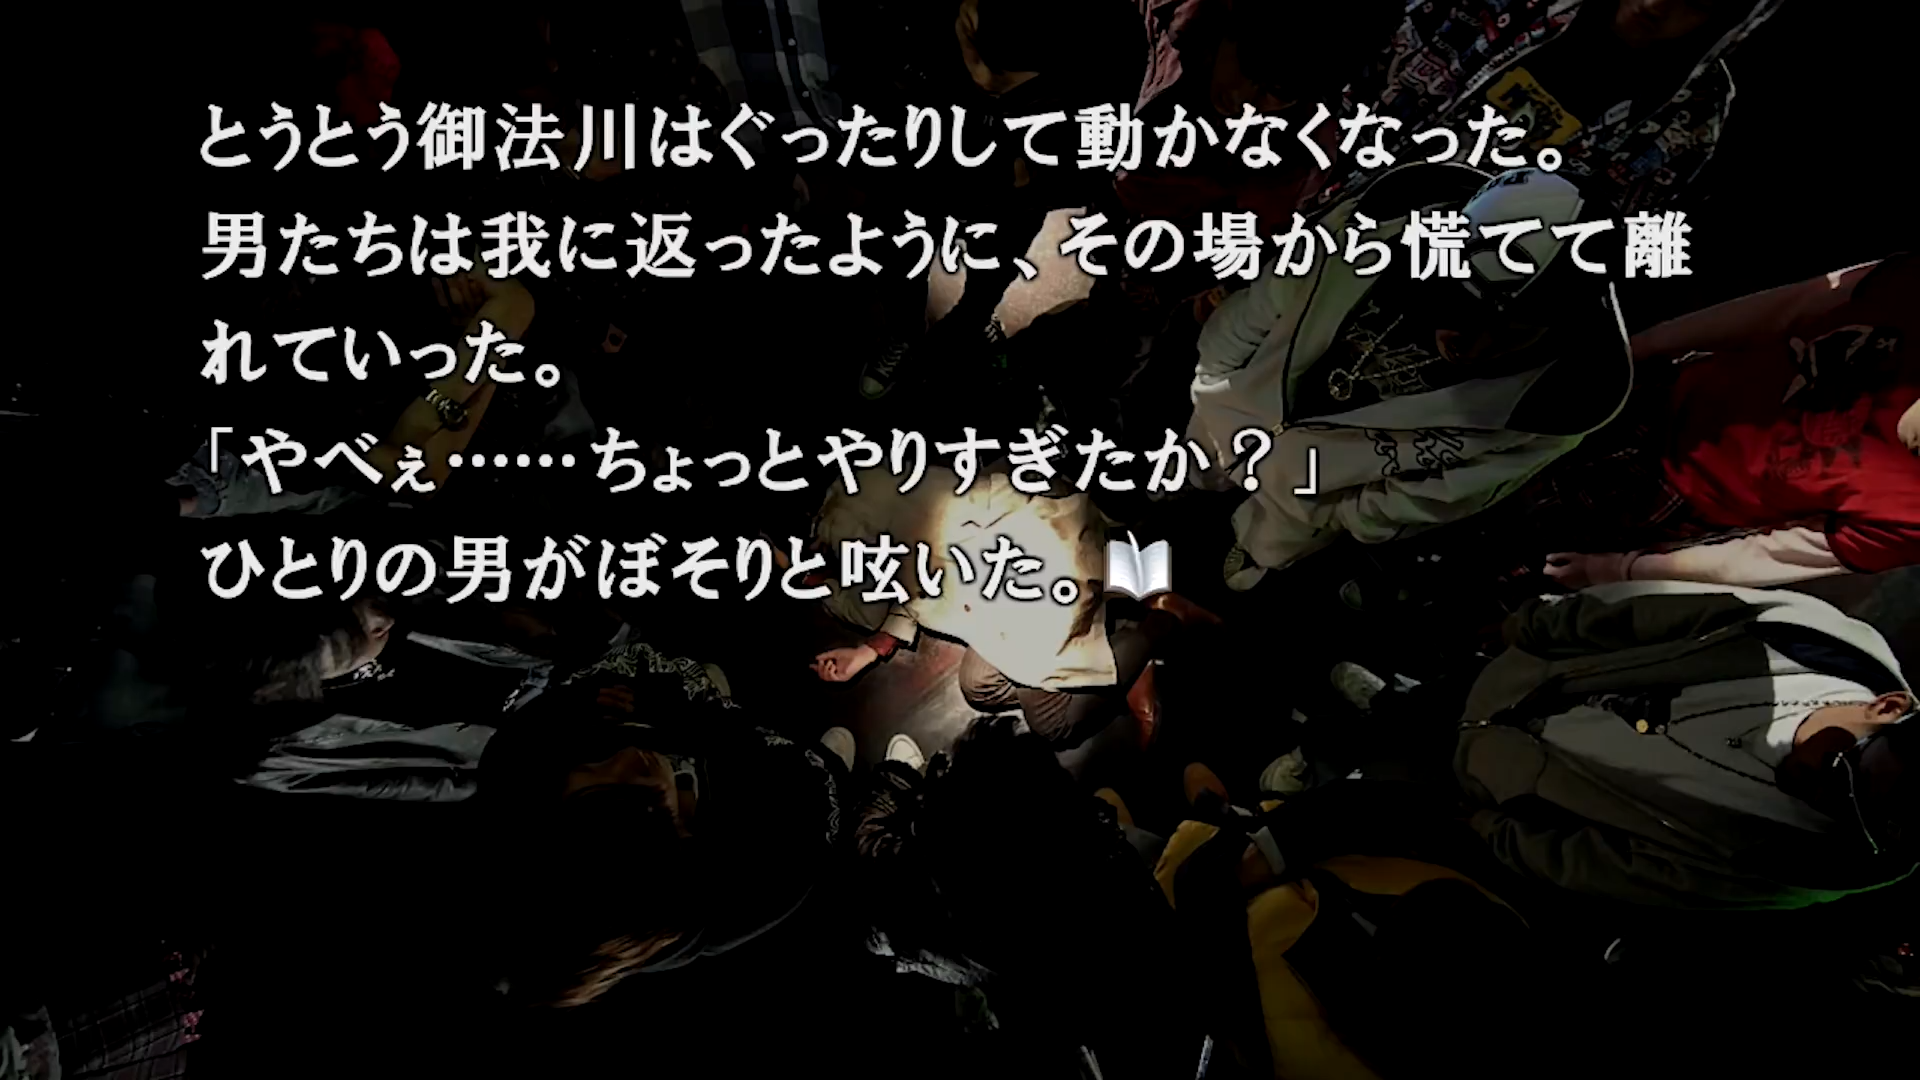 とうとう御法川はぐったりして動かなくなった。
男たちは我に返ったように、その場から慌てて離
れていった。
「やべぇ……ちょっとやりすぎたか？」
ひとりの男がぼそりと呟いた。